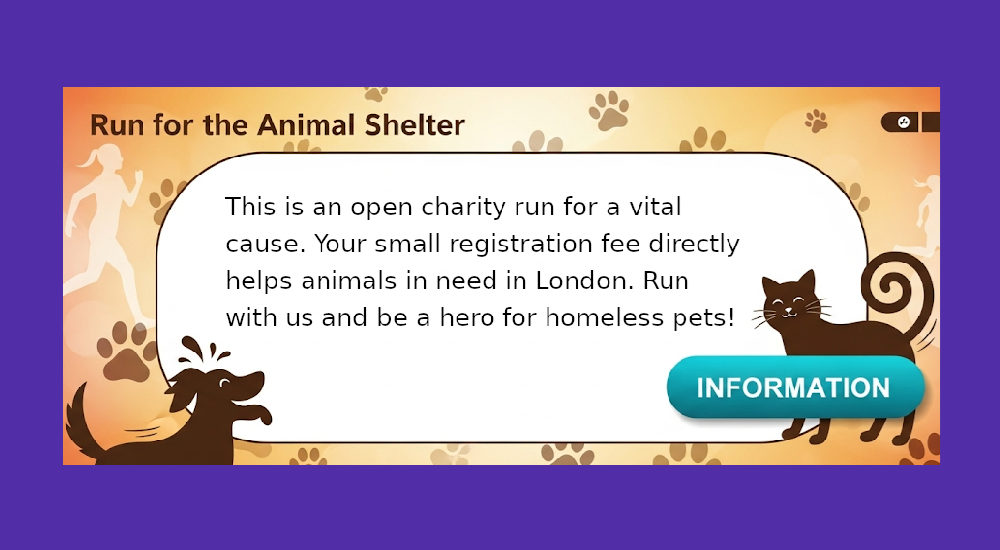 Run for the Animal Shelter
This is an open charity run for a vital
cause. Your small registration fee directly
helps animals in need in London. Run
with us and be a hero for homeless pets!
INFORMATION